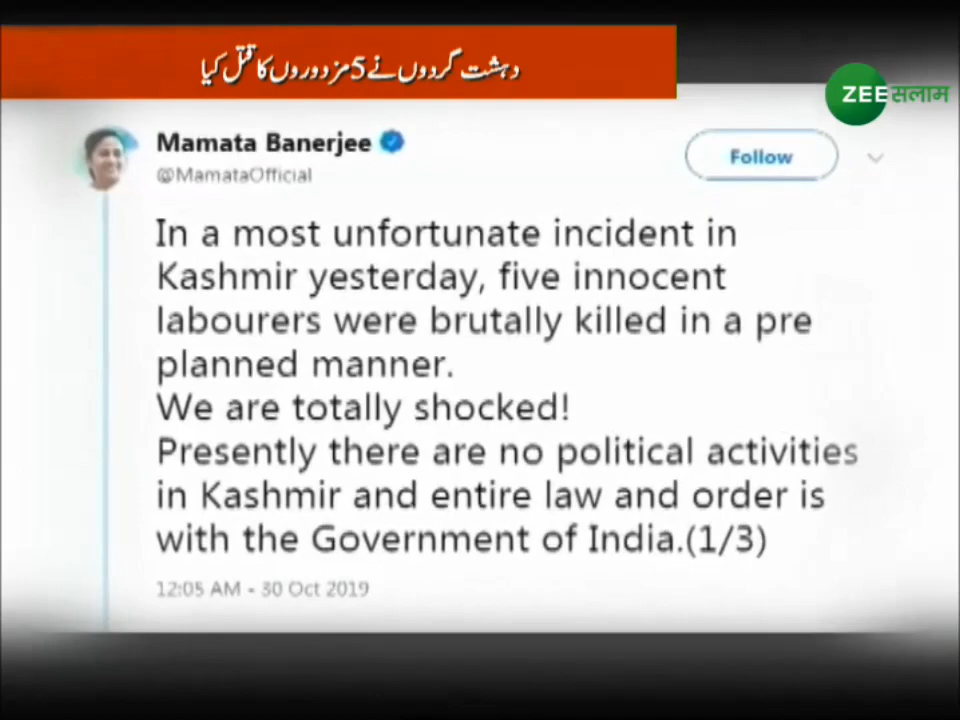 دہشت گردوں نے 5 مزدوروں کا قتل کیا
ZEE سلام
Mamata Banerjee
@MamataOfficial
Follow
In a most unfortunate incident in
Kashmir yesterday, five innocent
labourers were brutally killed in a pre
planned manner.
We are totally shocked!
Presently there are no political activities
in Kashmir and entire law and order is
with the Government of India.(1/3)
12:05 AM - 30 Oct 2019